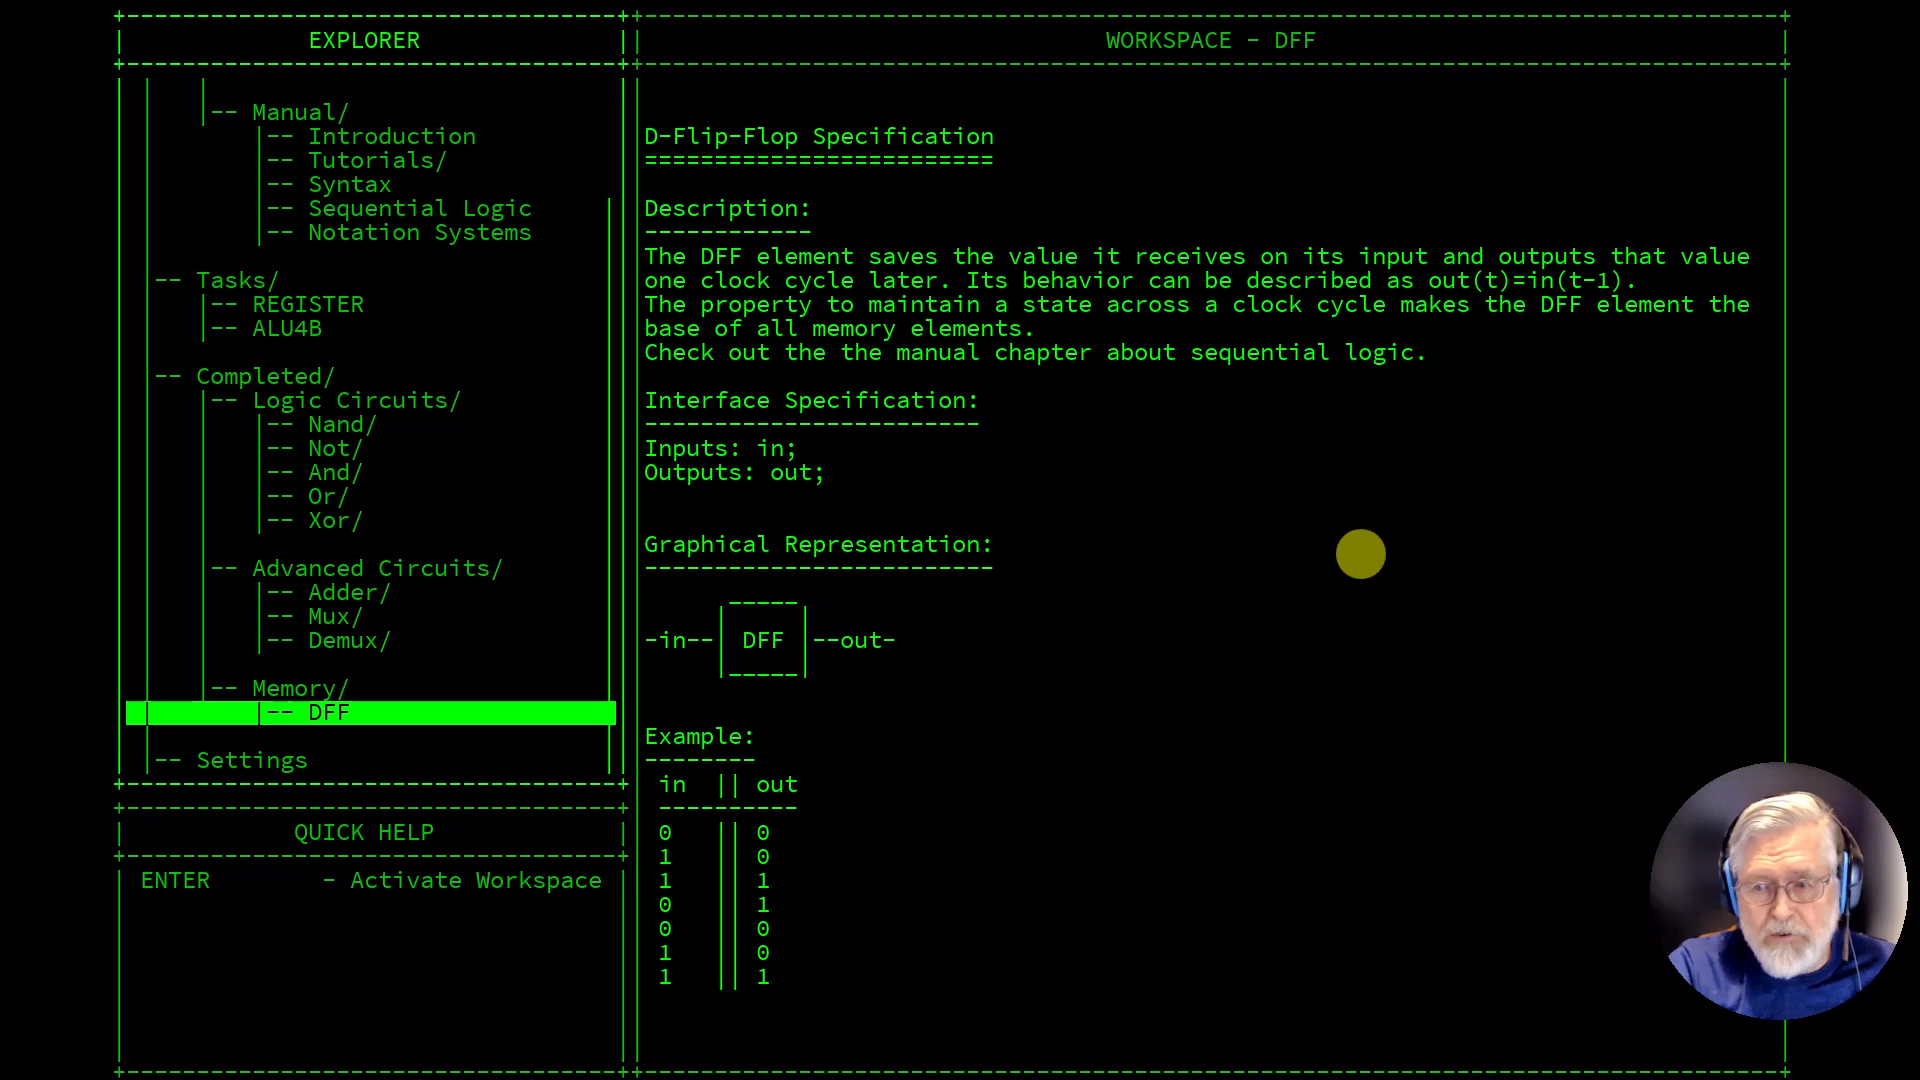 EXPLORER
-- Manual/
-- Introduction
-- Tutorials/
-- Syntax
-- Sequential Logic
-- Notation Systems
-- Tasks/
-- REGISTER
-- ALU4B
-- Completed/
-- Logic Circuits/
-- Nand/
-- Not/
-- And/
-- Or/
-- Xor/
-- Advanced Circuits/
-- Adder/
-- Mux/
-- Demux/
-- Memory/
-- DFF
-- Settings
QUICK HELP
ENTER - Activate Workspace
WORKSPACE - DFF
D-Flip-Flop Specification
=========================
Description:
------------
The DFF element saves the value it receives on its input and outputs that value
one clock cycle later. Its behavior can be described as out(t)=in(t-1).
The property to maintain a state across a clock cycle makes the DFF element the
base of all memory elements.
Check out the the manual chapter about sequential logic.
Interface Specification:
------------------------
Inputs: in;
Outputs: out;
Graphical Representation:
-------------------------
-in--| DFF |--out-
Example:
--------
in || out
----------
0 || 0
1 || 0
1 || 1
0 || 1
0 || 0
1 || 0
1 || 1